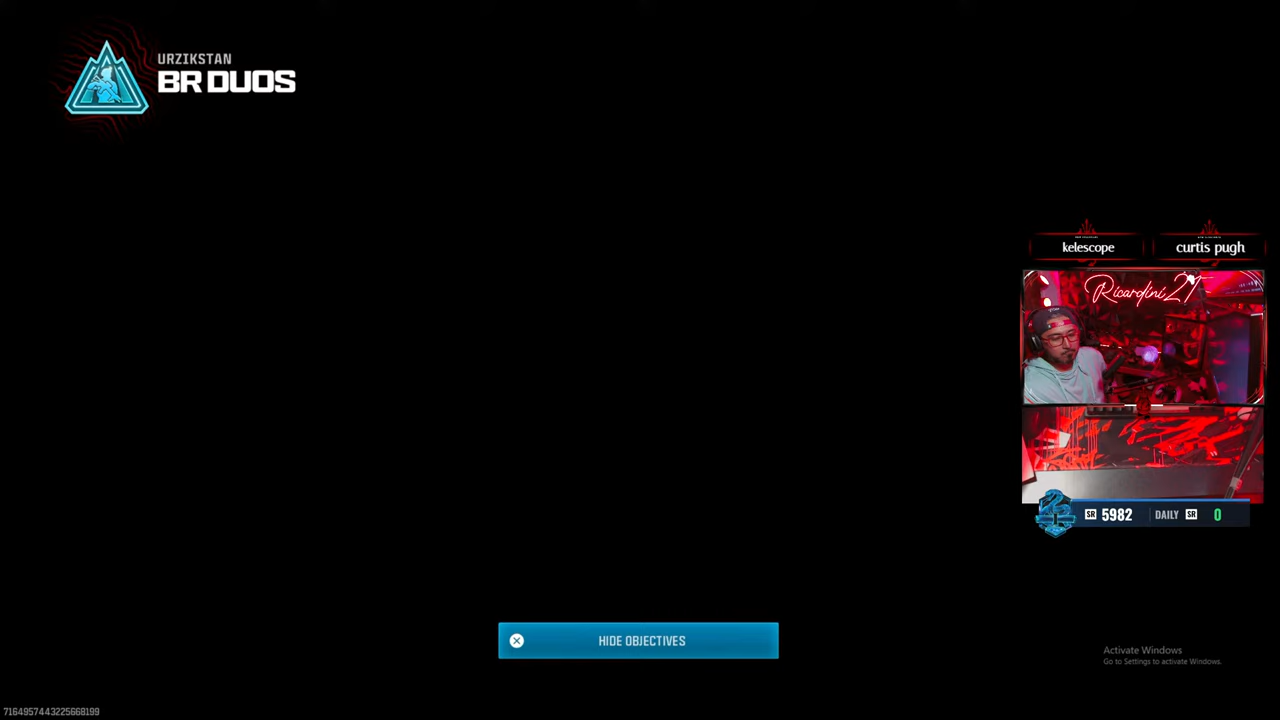 URZIKSTAN
BR DUOS
kelescope
curtis pugh
Ricardini27
SR 5982 DAILY SR 0
HIDE OBJECTIVES
Activate Windows
Go to Settings to activate Windows.
7164957443225668199